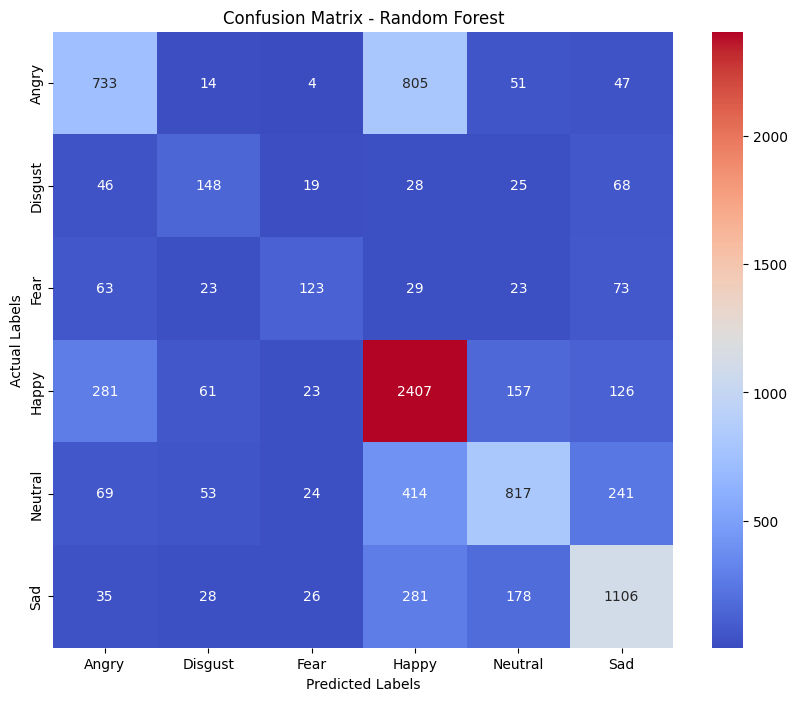 Confusion Matrix - Random Forest
Actual Labels
Angry 733 14 4 805 51 47
Disgust 46 148 19 28 25 68
Fear 63 23 123 29 23 73
Happy 281 61 23 2407 157 126
Neutral 69 53 24 414 817 241
Sad 35 28 26 281 178 1106
Angry Disgust Fear Happy Neutral Sad
Predicted Labels
2000
1500
1000
500